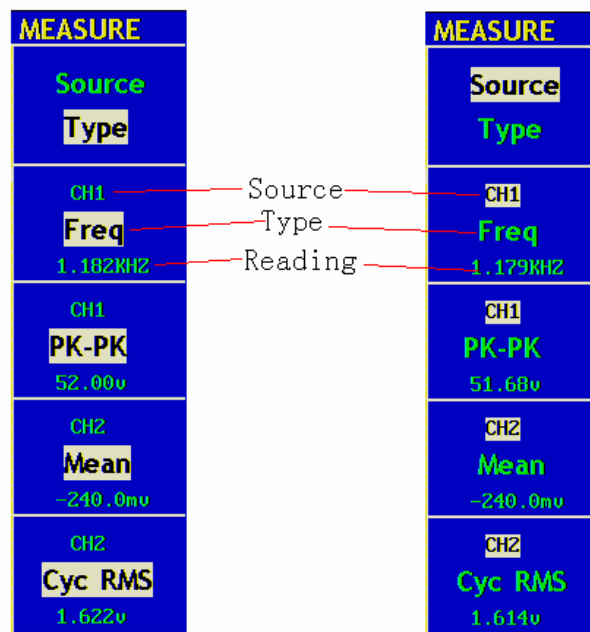 MEASURE
Source
Type
CH1
Freq
1.182KHZ
CH1
PK-PK
52.00v
CH2
Mean
-240.0mv
CH2
Cyc RMS
1.622v
Source
Type
Reading
MEASURE
Source
Type
CH1
Freq
1.179KHZ
CH1
PK-PK
51.68v
CH2
Mean
-240.0mv
CH2
Cyc RMS
1.614v